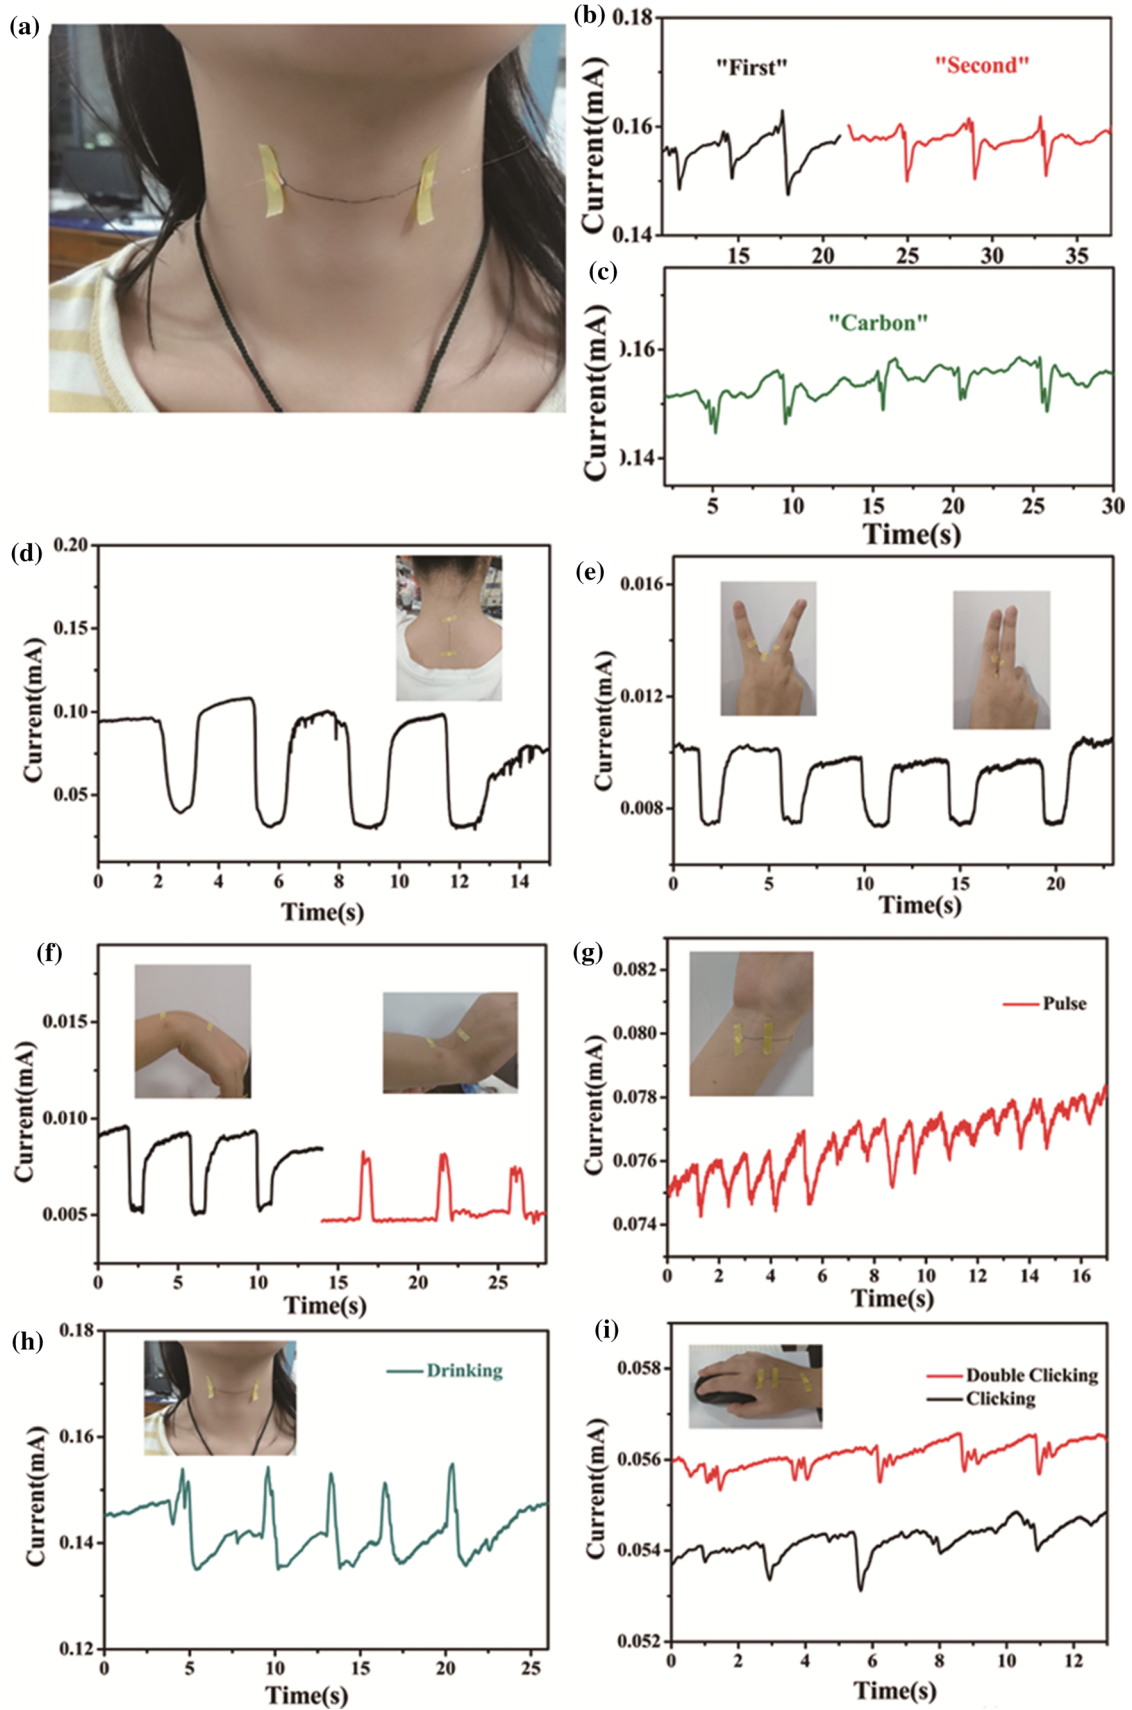 (a)
(b)
Current(mA)
0.18
0.16
0.14
"First"
"Second"
15 20 25 30 35
(c)
Current(mA)
).16
).14
"Carbon"
5 10 15 20 25 30
Time(s)
(d)
Current(mA)
0.20
0.15
0.10
0.05
0 2 4 6 8 10 12 14
Time(s)
(e)
Current(mA)
0.016
0.012
0.008
0 5 10 15 20
Time(s)
(f)
Current(mA)
0.015
0.010
0.005
0 5 10 15 20 25
Time(s)
(g)
Current(mA)
0.082
0.080
0.078
0.076
0.074
Pulse
0 2 4 6 8 10 12 14 16
Time(s)
(h)
Current(mA)
0.18
0.16
0.14
0.12
Drinking
0 5 10 15 20 25
Time(s)
(i)
Current(mA)
0.058
0.056
0.054
0.052
Double Clicking
Clicking
0 2 4 6 8 10 12
Time(s)